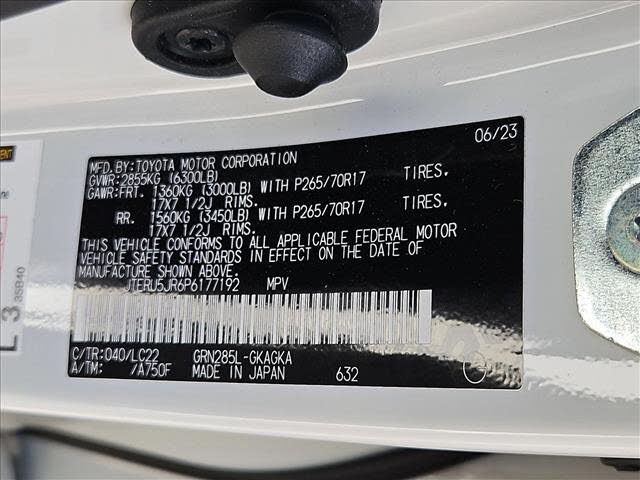 06/23
MFD. BY: TOYOTA MOTOR CORPORATION
GVWR: 2855KG (6300LB)
GAWR: FRT. 1360KG (3000LB) WITH P265/70R17 TIRES.
17X7 1/2J RIMS.
RR. 1560KG (3450LB) WITH P265/70R17 TIRES.
17X7 1/2J RIMS.
THIS VEHICLE CONFORMS TO ALL APPLICABLE FEDERAL MOTOR
VEHICLE SAFETY STANDARDS IN EFFECT ON THE DATE OF
MANUFACTURE SHOWN ABOVE.
JTERU5JR6P6177192 MPV
C/TR: 040/LC22 GRN285L-GKAGKA
A/TM: /A750F MADE IN JAPAN 632
L 3
35B40